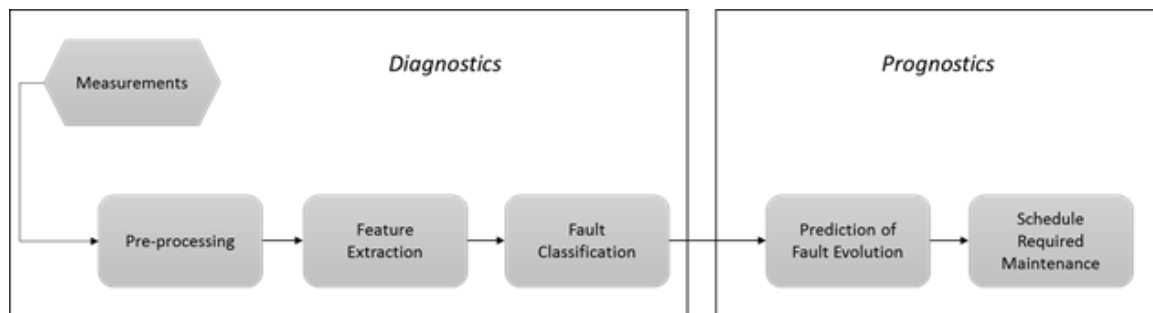 Diagnostics
Prognostics
Measurements
Pre-processing
Feature
Extraction
Fault
Classification
Prediction of
Fault Evolution
Schedule
Required
Maintenance